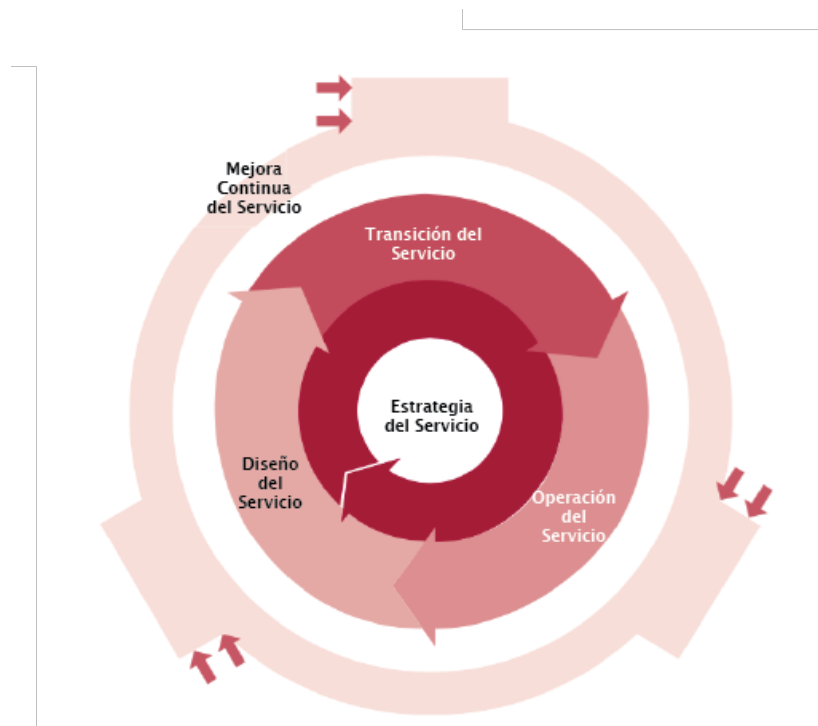 Mejora
Continua
del Servicio
Transición del
Servicio
Estrategia
del Servicio
Diseño
del
Servicio
Operación
del
Servicio